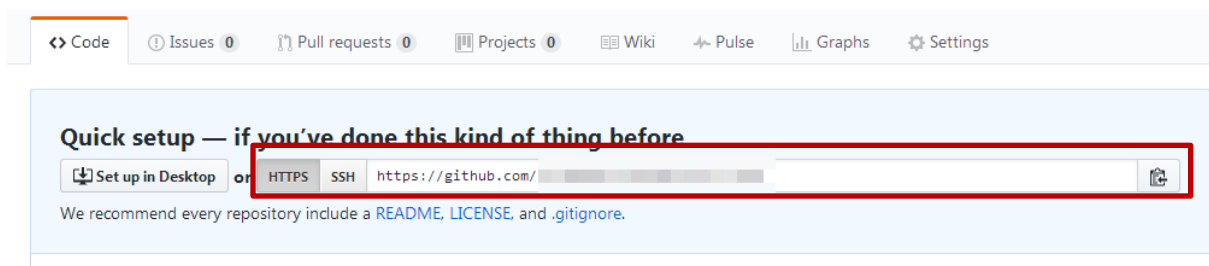 Code Issues 0 Pull requests 0 Projects 0 Wiki Pulse Graphs Settings
Quick setup — if you've done this kind of thing before
Set up in Desktop or HTTPS SSH https://github.com/
We recommend every repository include a README, LICENSE, and .gitignore.